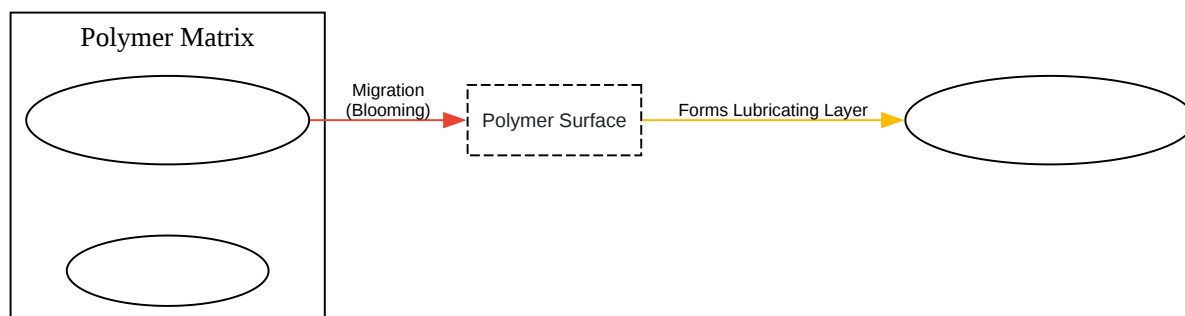 Polymer Matrix
Migration
(Blooming)
Polymer Surface
Forms Lubricating Layer